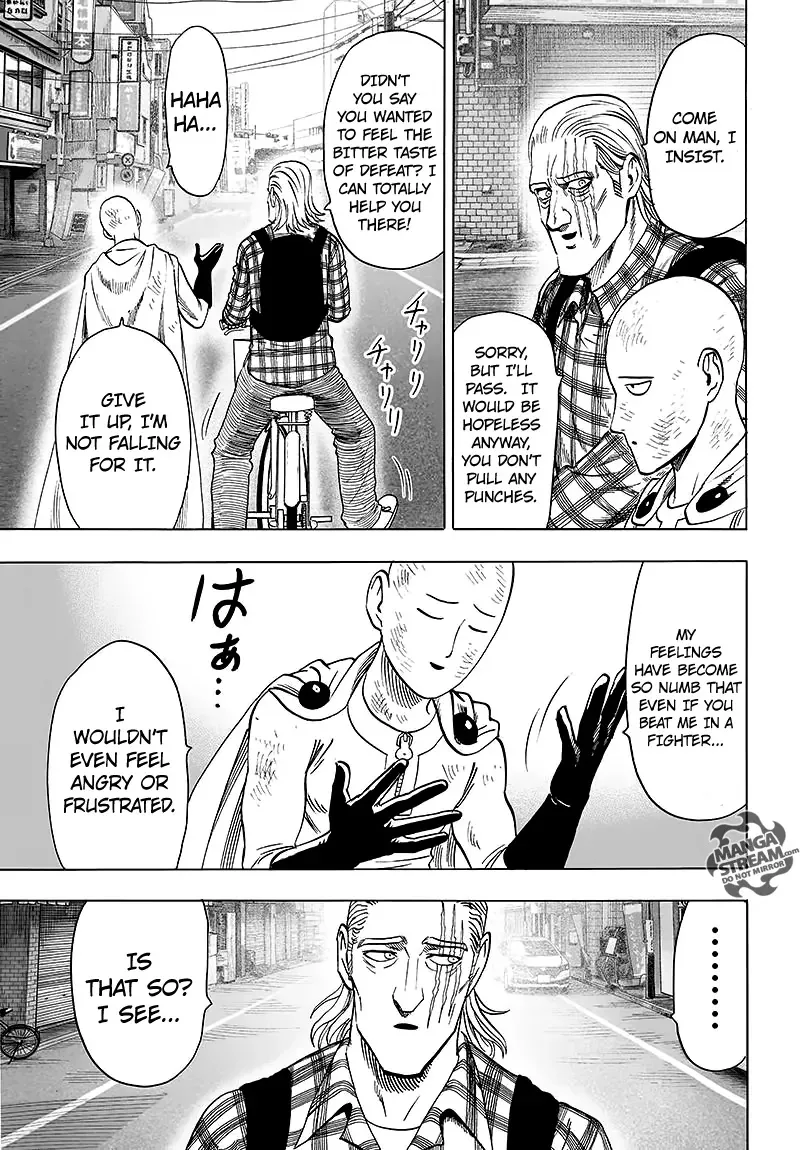 COME
ON MAN, I
INSIST.
SORRY,
BUT I'LL
PASS. IT
WOULD BE
HOPELESS
ANYWAY,
YOU DON'T
PULL ANY
PUNCHES.
DIDN'T
YOU SAY
YOU WANTED
TO FEEL THE
BITTER TASTE
OF DEFEAT? I
CAN TOTALLY
HELP YOU
THERE!
HAHA
HA...
チャリリ
チャリリ
GIVE
IT UP, I'M
NOT FALLING
FOR IT.
MY
FEELINGS
HAVE BECOME
SO NUMB THAT
EVEN IF YOU
BEAT ME IN A
FIGHTER...
はぁ…
I
WOULDN'T
EVEN FEEL
ANGRY OR
FRUSTRATED.
MANGA
STREAM.com
DO NOT MIRROR
.......
IS
THAT SO?
I SEE...